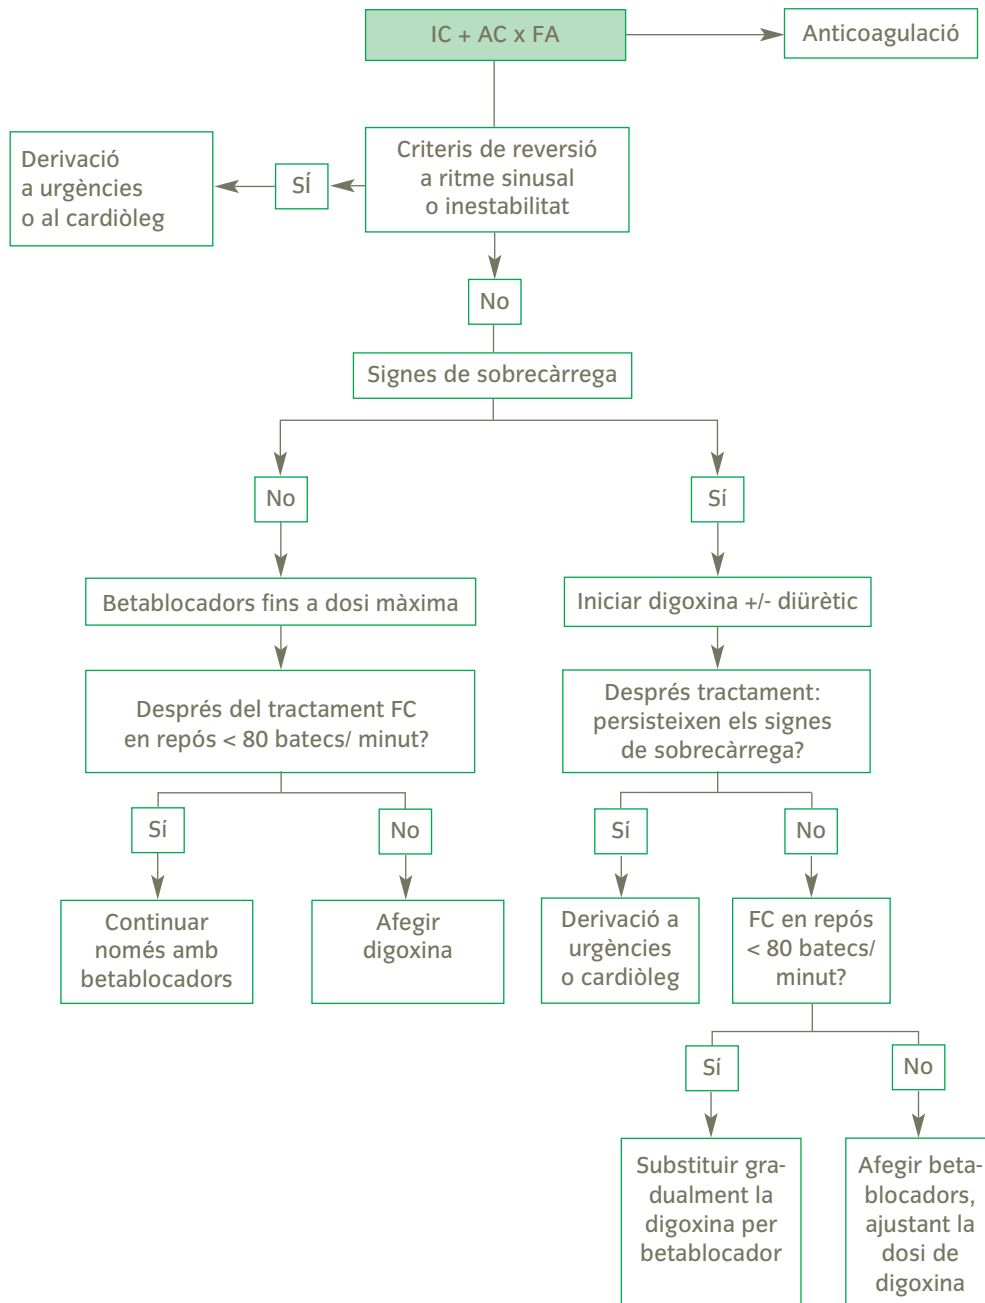 IC + AC x FA
Anticoagulació
Criteris de reversió
a ritme sinusal
o inestabilitat
SÍ
Derivació
a urgències
o al cardiòleg
No
Signes de sobrecàrrega
No
Sí
Betablocadors fins a dosi màxima
Iniciar digoxina +/- diürètic
Després del tractament FC
en repós < 80 batecs/ minut?
Després tractament:
persisteixen els signes
de sobrecàrrega?
Sí
No
Sí
No
Continuar
només amb
betablocadors
Afegir
digoxina
Derivació a
urgències
o cardiòleg
FC en repós
< 80 batecs/
minut?
Sí
No
Substituir gra-
dualment la
digoxina per
betablocador
Afegir beta-
blocadors,
ajustant la
dosi de
digoxina